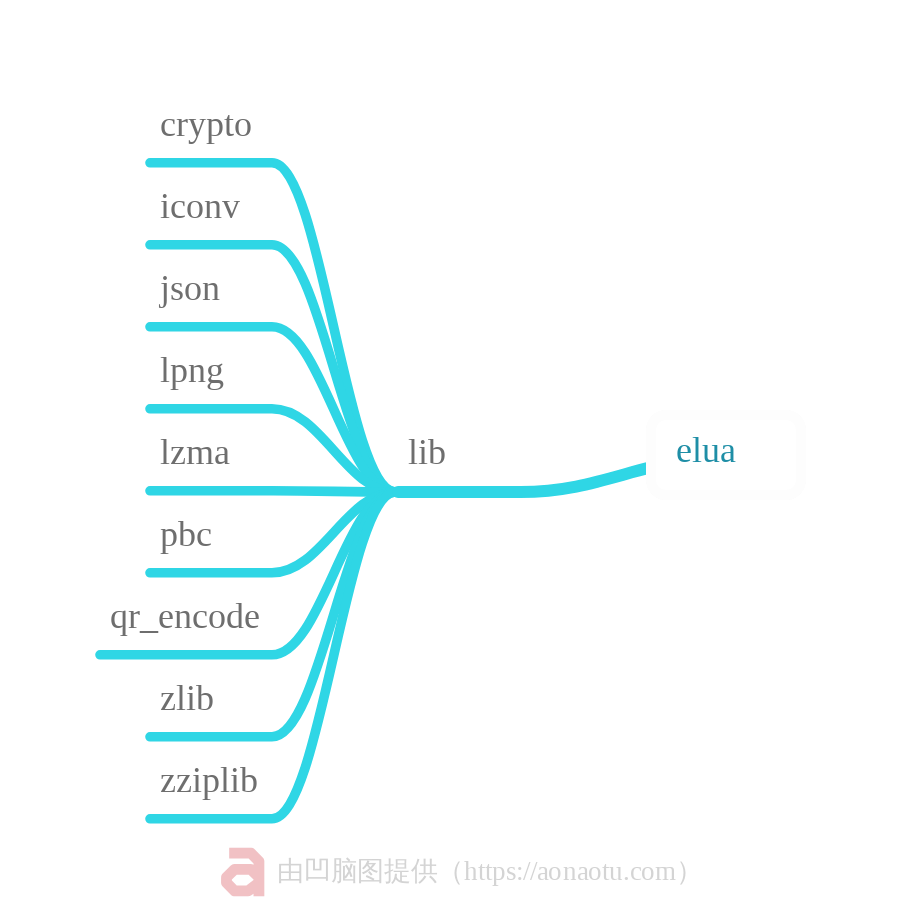 crypto
iconv
json
lpng
lzma
lib
elua
pbc
qr_encode
zlib
zziplib
由凹脑图提供（https://aonaotu.com）